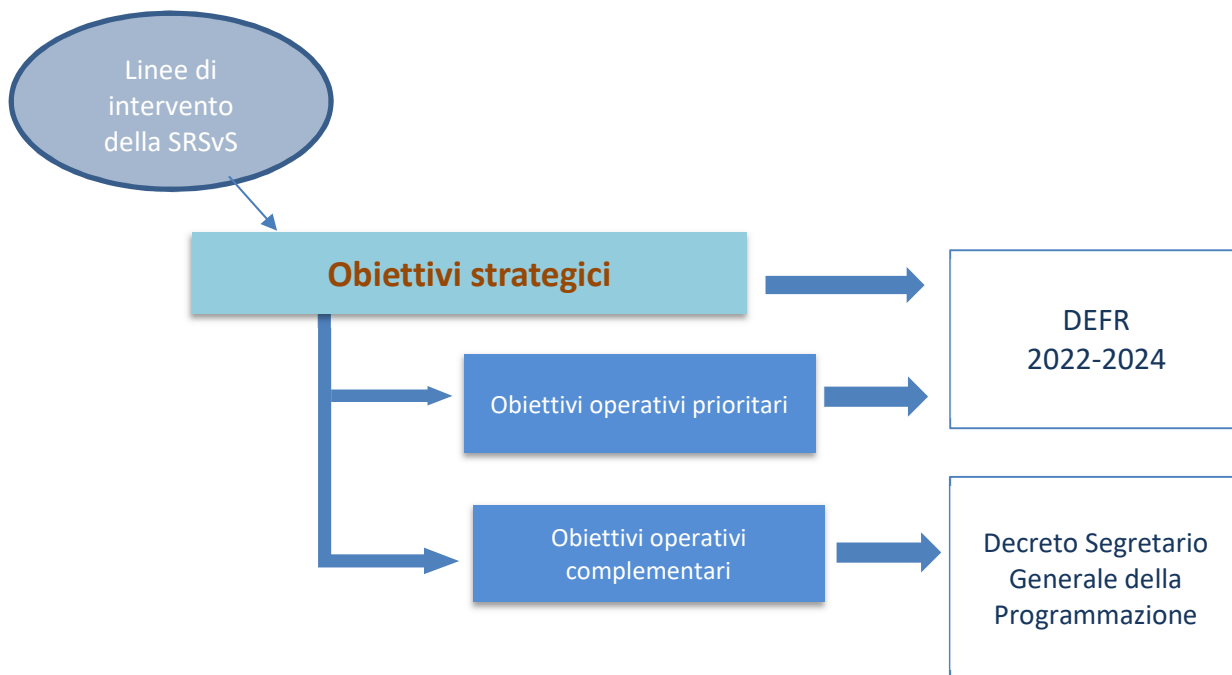 Linee di
intervento
della SRSvS
Obiettivi strategici
DEFR
2022-2024
Obiettivi operativi prioritari
Obiettivi operativi
complementari
Decreto Segretario
Generale della
Programmazione